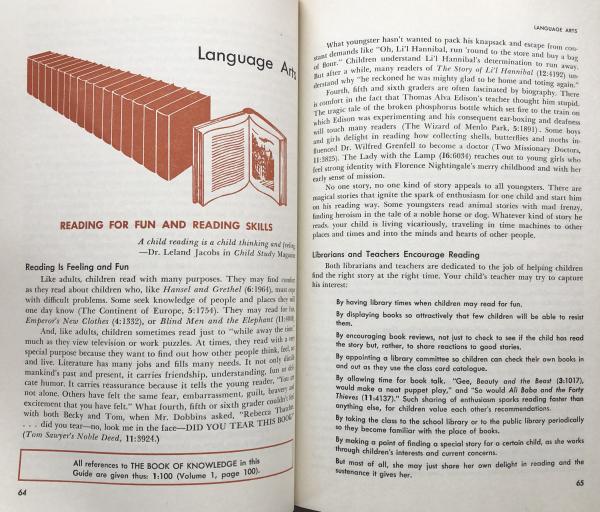 Language Arts
READING FOR FUN AND READING SKILLS
A child reading is a child thinking and feeling
—Dr. Leland Jacobs in Child Study Magazine
Reading Is Feeling and Fun
Like adults, children read with many purposes. They may find comfort
as they read about children who, like Hansel and Grethel (6:1964), must cope
with difficult problems. Some seek knowledge of people and places they will
one day know (The Continent of Europe, 5:1754). They may read for fun,
Emperor's New Clothes (4:1332), or Blind Men and the Elephant
And, like adults, children sometimes read just to "while away the time"
much as they view television or work puzzles. At times, they read with a very
special purpose because they want to find out how other people think, feel,
and live. Literature has many jobs and fills many needs. It not only
mankind's past and present, it carries friendship, understanding, fun
cate humor. It carries reassurance because it tells the young reader, "You are
not alone. Others have felt the same fear, embarrassment, guilt, bravery,
excitement that you have felt." What fourth, fifth or sixth grader couldn't
with both Becky and Tom, when Mr. Dobbins asked, "Rebecca Thatcher
. . . did you tear—no, look me in the face—DID YOU TEAR THIS BOOK"
(Tom Sawyer's Noble Deed, 11:3924.)
All references to THE BOOK OF KNOWLEDGE in this
Guide are given thus: 1:100 (Volume 1, page 100).
64
LANGUAGE ARTS
What youngster hasn't wanted to pack his knapsack and escape from con-
stant demands like "Oh, Li'l Hannibal, run 'round to the store and buy a bag
of flour." Children understand Li'l Hannibal's determination to run away.
But after a while, many readers of The Story of Li'l Hannibal (12:4192) un-
derstand why "he reckoned he was mighty glad to be home and toting again."
Fourth, fifth and sixth graders are often fascinated by biography. There
is comfort in the fact that Thomas Alva Edison's teacher thought him stupid.
The tragic tale of the broken phosphorus bottle which set fire to the train on
which Edison was experimenting and his consequent ear-boxing and deafness
will touch many readers (The Wizard of Menlo Park, 5:1891). Some boys
and girls delight in reading how collecting shells, butterflies and moths in-
fluenced Dr. Wilfred Grenfell to become a doctor (Two Missionary Doctors,
11:3825). The Lady with the Lamp (16:6034) reaches out to young girls who
feel strong identity with Florence Nightingale's merry childhood and with her
early sense of mission.
No one story, no one kind of story appeals to all youngsters. There are
magical stories that ignite the spark of enthusiasm for one child and start him
on his reading way. Some youngsters read animal stories with mad frenzy,
finding heroism in the tale of a noble horse or dog. Whatever kind of story he
reads, your child is living vicariously, traveling in time machines to other
places and times and into the minds and hearts of other people.
Librarians and Teachers Encourage Reading
Both librarians and teachers are dedicated to the job of helping children
find the right story at the right time. Your child's teacher may try to capture
his interest:
By having library times when children may read for fun.
By displaying books so attractively that few children will be able to resist
them.
By encouraging book reviews, not just to check to see if the child has read
the story but, rather, to share reactions to good stories.
By appointing a library committee so children can check their own books in
and out as they use the class card catalogue.
By allowing time for book talk. "Gee, Beauty and the Beast (3:1017),
would make a neat puppet play," and "So would Ali Baba and the Forty
Thieves (11:4137)." Such sharing of enthusiasm sparks reading faster than
anything else, for children value each other's recommendations.
By taking the class to the school library or to the public library periodically
so they become familiar with the place of books.
By making a point of finding a special story for a certain child, as she works
through children's interests and current concerns.
But most of all, she may just share her own delight in reading and the
sustenance it gives her.
65